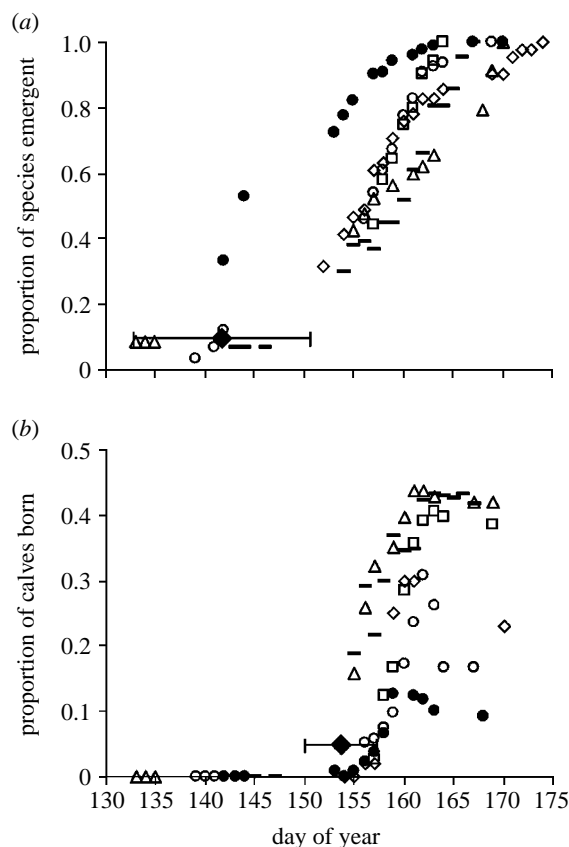 (a)
proportion of species emergent
1.0
0.8
0.6
0.4
0.2
0
(b)
proportion of calves born
0.5
0.4
0.3
0.2
0.1
0
130 135 140 145 150 155 160 165 170 175
day of year